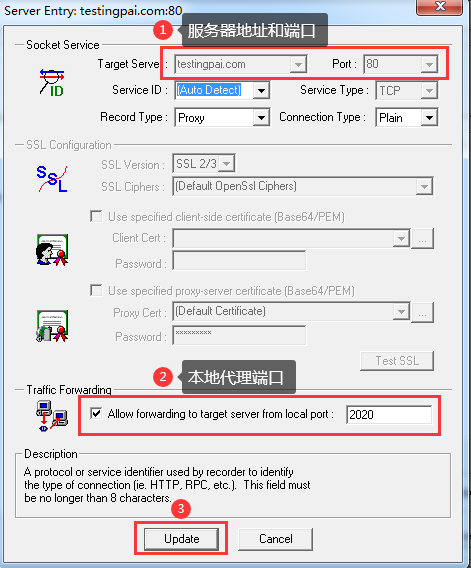 Server Entry: testingpai.com:80
1 服务器地址和端口
Socket Service
Target Server : testingpai.com Port : 80
ID
Service ID : [Auto Detect] Service Type : TCP
Record Type : Proxy Connection Type : Plain
SSL Configuration
SSL
SSL Version : SSL 2/3
SSL Ciphers : (Default OpenSsl Ciphers)
Use specified client-side certificate (Base64/PEM)
Client Cert : ...
Password :
Use specified proxy-server certificate (Base64/PEM)
Proxy Cert : (Default Certificate) ...
Password : *********
Test SSL
2 本地代理端口
Traffic Forwarding
Allow forwarding to target server from local port : 2020
Description
A protocol or service identifier used by recorder to identify
the type of connection (ie. HTTP, RPC, etc.). This field must
be no longer than 8 characters.
3
Update Cancel